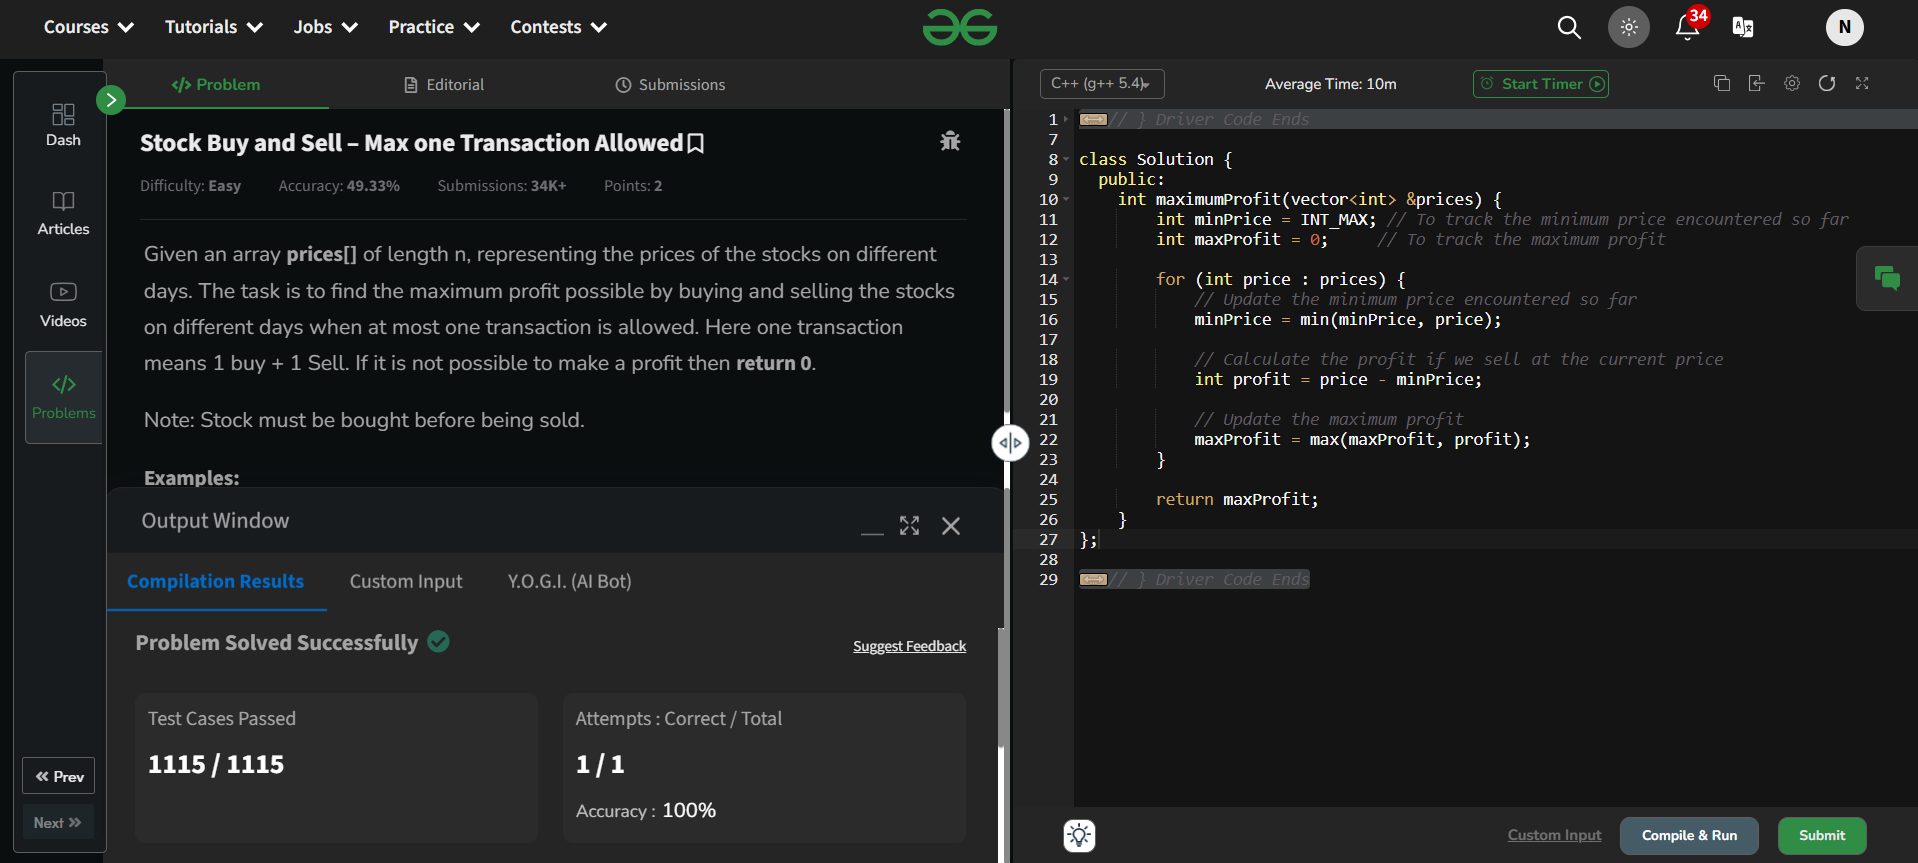 Courses Tutorials Jobs Practice Contests
34
N
Dash
Articles
Videos
Problems
Prev
Next
Problem Editorial Submissions
Stock Buy and Sell – Max one Transaction Allowed
Difficulty: Easy Accuracy: 49.33% Submissions: 34K+ Points: 2
Given an array prices[] of length n, representing the prices of the stocks on different
days. The task is to find the maximum profit possible by buying and selling the stocks
on different days when at most one transaction is allowed. Here one transaction
means 1 buy + 1 Sell. If it is not possible to make a profit then return 0.
Note: Stock must be bought before being sold.
Examples:
Output Window
Compilation Results Custom Input Y.O.G.I. (AI Bot)
Problem Solved Successfully
Suggest Feedback
Test Cases Passed
1115 / 1115
Attempts : Correct / Total
1 / 1
Accuracy : 100%
C++ (g++ 5.4) Average Time: 10m Start Timer
1 // } Driver Code Ends
7
8 class Solution {
9 public:
10 int maximumProfit(vector<int> &prices) {
11 int minPrice = INT_MAX; // To track the minimum price encountered so far
12 int maxProfit = 0; // To track the maximum profit
13
14 for (int price : prices) {
15 // Update the minimum price encountered so far
16 minPrice = min(minPrice, price);
17
18 // Calculate the profit if we sell at the current price
19 int profit = price - minPrice;
20
21 // Update the maximum profit
22 maxProfit = max(maxProfit, profit);
23 }
24
25 return maxProfit;
26 }
27 };
28
29 // } Driver Code Ends
Custom Input Compile & Run Submit